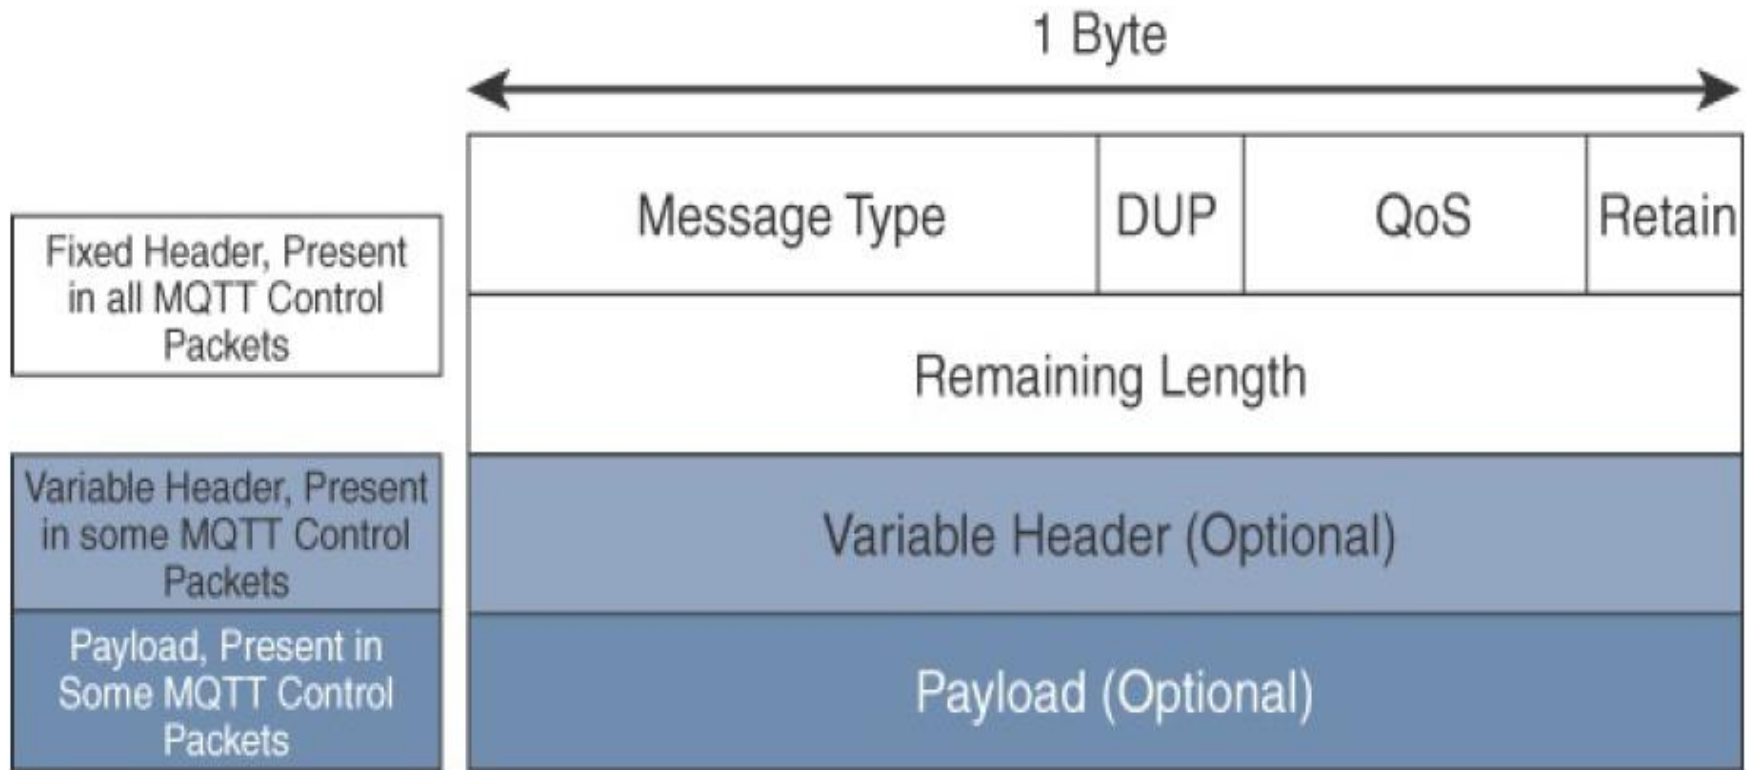 1 Byte
Message Type DUP QoS Retain
Fixed Header, Present
in all MQTT Control
Packets
Remaining Length
Variable Header, Present
in some MQTT Control
Packets
Variable Header (Optional)
Payload, Present in
Some MQTT Control
Packets
Payload (Optional)